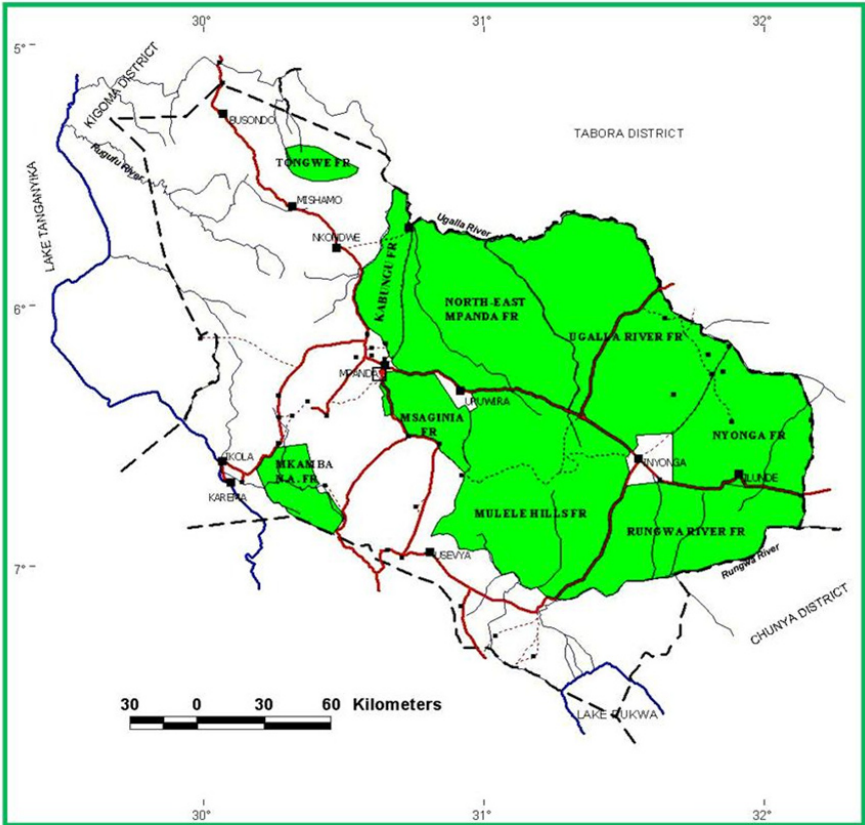 30°
31°
32°
5°
KIGOMA DISTRICT
BUSONDO
TABORA DISTRICT
TONGWE FR
Rugufu River
LAKE TANGANYIKA
MISHAMO
NKONDWE
Ugalla River
KABUNGU FR
6°
NORTH-EAST
MPANDA FR
UGALLA RIVER FR
MPANDA
URUWIRA
MSAGINIA
FR
NYONGA FR
IKOLA
MKAMBA
N.A. FR
INYONGA
ILUNDE
KAREMA
MULELE HILLS FR
RUNGWA RIVER FR
USEVYA
7°
Rungwa River
CHUNYA DISTRICT
30 0 30 60 Kilometers
LAKE RUKWA
30°
31°
32°